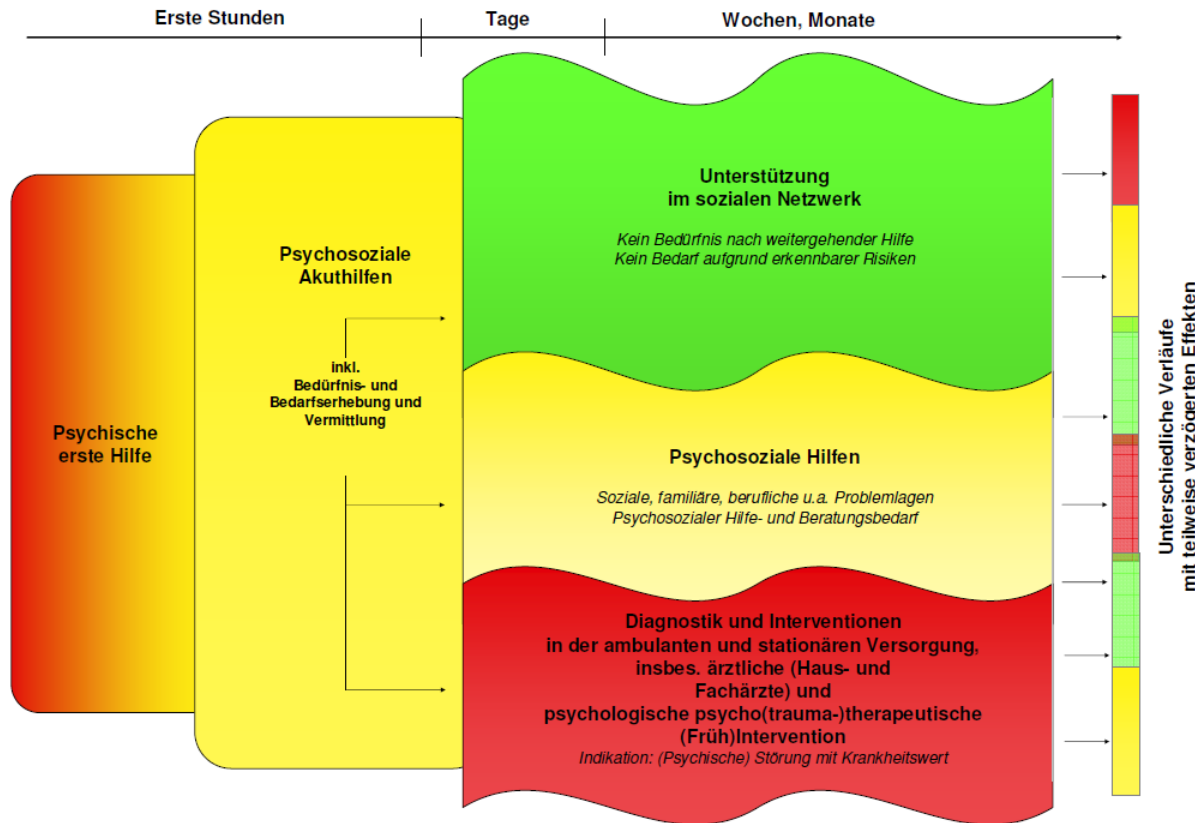 Erste Stunden
Tage
Wochen, Monate
Psychische
erste Hilfe
Psychosoziale
Akuthilfen
inkl.
Bedürfnis- und
Bedarfserhebung und
Vermittlung
Unterstützung
im sozialen Netzwerk
Kein Bedürfnis nach weitergehender Hilfe
Kein Bedarf aufgrund erkennbarer Risiken
Psychosoziale Hilfen
Soziale, familiäre, berufliche u.a. Problemlagen
Psychosozialer Hilfe- und Beratungsbedarf
Diagnostik und Interventionen
in der ambulanten und stationären Versorgung,
insbes. ärztliche (Haus- und
Fachärzte) und
psychologische psycho(trauma-)therapeutische
(Früh)Intervention
Indikation: (Psychische) Störung mit Krankheitswert
Unterschiedliche Verläufe
mit teilweise verzögerten Effekten